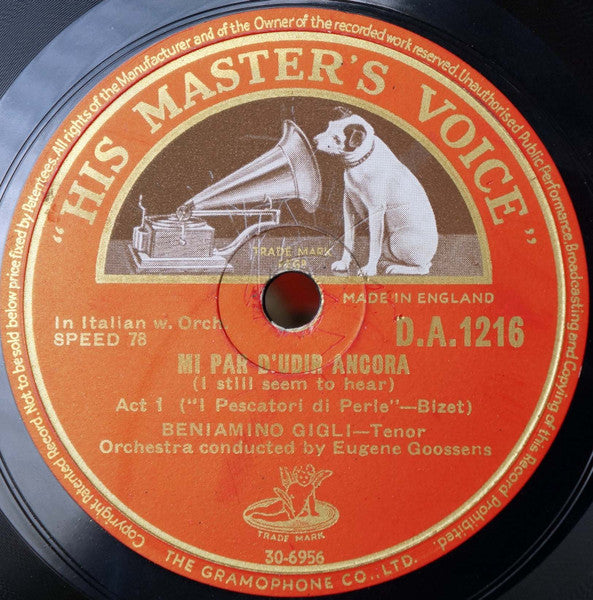 All rights of the Manufacturer and of the Owner of the recorded work reserved. Unauthorised Public Performance, Broadcasting and Copying of this Record Prohibited.
Copyright Patented Record. Not to be sold below price fixed by Patentees.
"HIS MASTER'S VOICE"
TRADE MARK
MADE IN ENGLAND
In Italian w. Orch
SPEED 78
D.A.1216
MI PAR D'UDIR ANCORA
(I still seem to hear)
Act 1 ("I Pescatori di Perle"—Bizet)
BENIAMINO GIGLI—Tenor
Orchestra conducted by Eugene Goossens
TRADE MARK
30-6956
THE GRAMOPHONE CO., LTD.